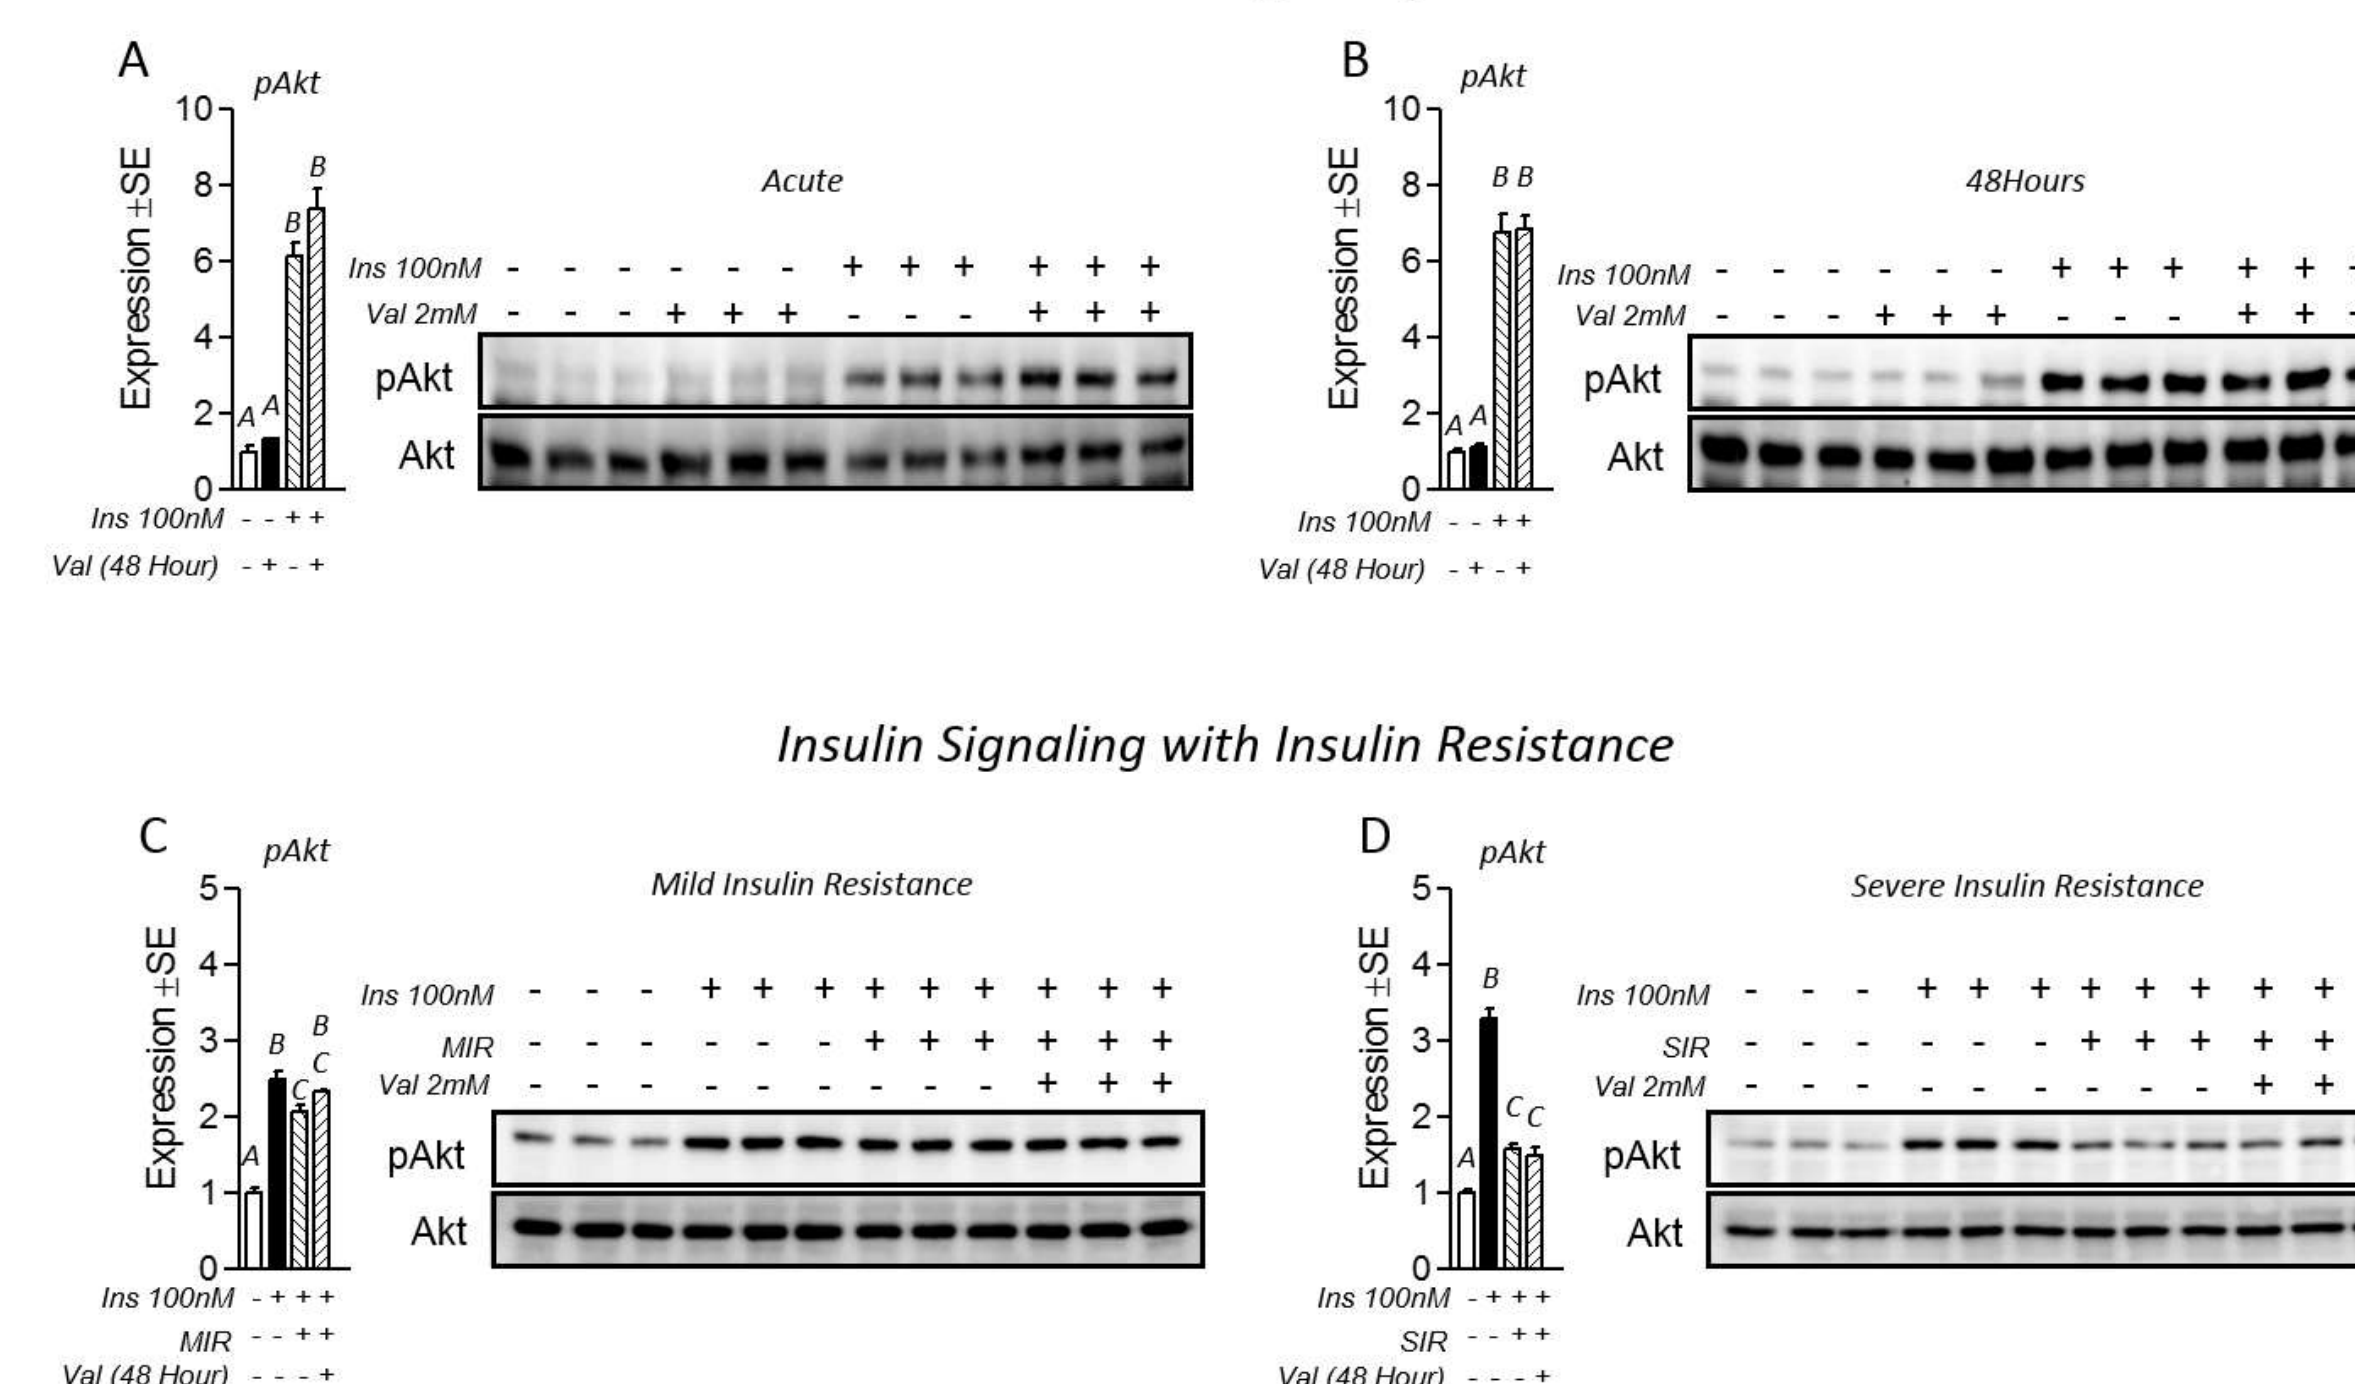 A
pAkt
10
8
6
4
2
0
Expression ±SE
A A B B
Ins 100nM - - + +
Val (48 Hour) - + - +
Acute
Ins 100nM - - - - - - + + + + + +
Val 2mM - - - + + + - - - + + +
pAkt
Akt
B
pAkt
10
8
6
4
2
0
Expression ±SE
A A B B
Ins 100nM - - + +
Val (48 Hour) - + - +
48Hours
Ins 100nM - - - - - - + + + + +
Val 2mM - - - + + + - - - + +
pAkt
Akt
Insulin Signaling with Insulin Resistance
C
pAkt
5
4
3
2
1
0
Expression ±SE
A B C B
C
Ins 100nM - + + +
MIR - - + +
Val (48 Hour) - - - +
Mild Insulin Resistance
Ins 100nM - - - + + + + + + + + +
MIR - - - - - - + + + + + +
Val 2mM - - - - - - - - - + + +
pAkt
Akt
D
pAkt
5
4
3
2
1
0
Expression ±SE
A B C C
Ins 100nM - + + +
SIR - - + +
Val (48 Hour) - - - +
Severe Insulin Resistance
Ins 100nM - - - + + + + + + + +
SIR - - - - - - + + + + +
Val 2mM - - - - - - - - - + +
pAkt
Akt